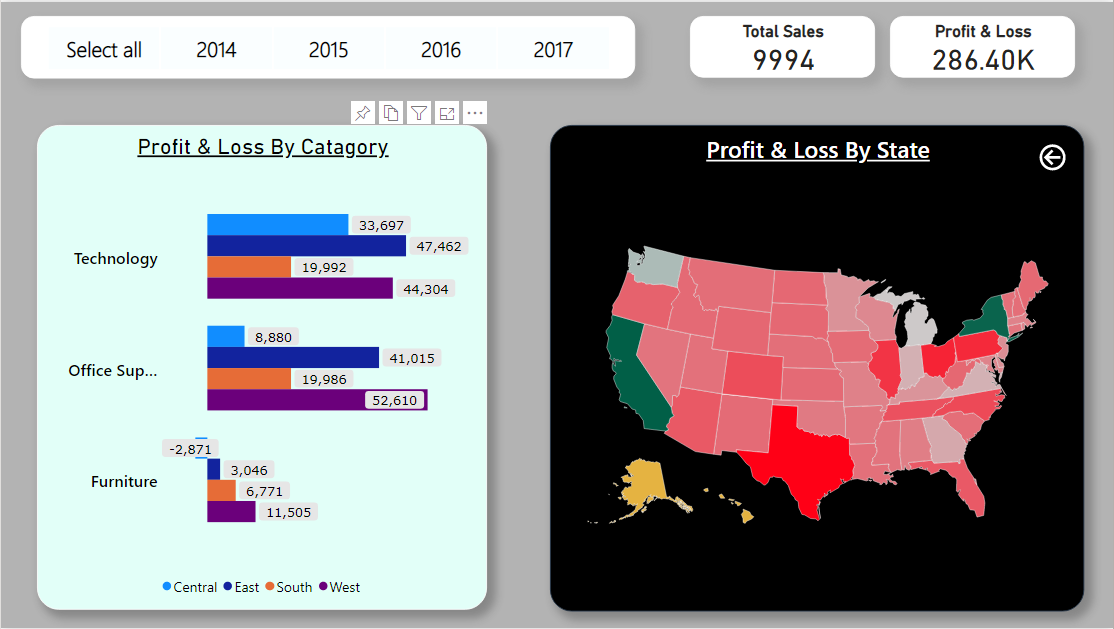 Select all
2014
2015
2016
2017
Total Sales
9994
Profit & Loss
286.40K
Profit & Loss By Catagory
Technology
33,697
47,462
19,992
44,304
Office Sup...
8,880
41,015
19,986
52,610
Furniture
-2,871
3,046
6,771
11,505
Central
East
South
West
Profit & Loss By State